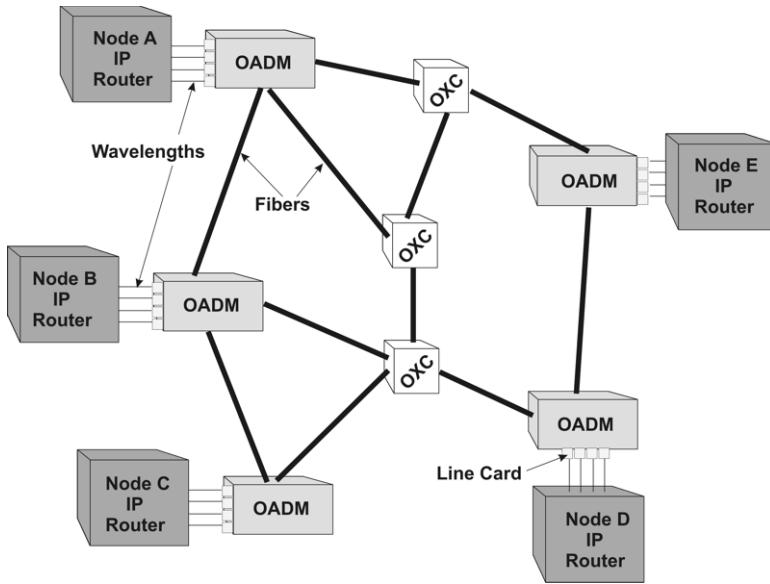 Node A
IP
Router
OADM
OXC
Wavelengths
Fibers
OADM
Node E
IP
Router
OXC
Node B
IP
Router
OADM
OXC
OADM
Line Card
Node C
IP
Router
OADM
Node D
IP
Router